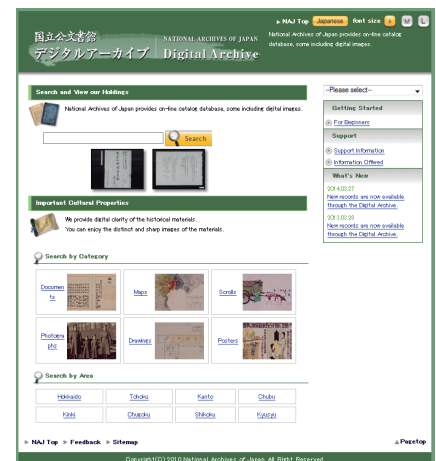 NAJ Top Japanese font size S M L
国立公文書館
デジタルアーカイブ
NATIONAL ARCHIVES OF JAPAN
Digital Archive
National Archives of Japan provides on-line catalog
database, some including digital images.
Search and View our Holdings
National Archives of Japan provides on-line catalog database, some including digital images.
Search
Important Cultural Properties
We provide digital clarity of the historical materials.
You can enjoy the distinct and sharp images of the materials.
Search by Category
Documen
ts
Maps
Scrolls
Photogra
phs
Drawings
Posters
Search by Area
Hokkaido Tohoku Kanto Chubu
Kinki Chugoku Shikoku Kyusyu
--Please select--
Getting Started
For Beginners
Support
Support Information
Information Offered
What's New
2014.03.27
New records are now available
through the Digital Archive.
2013.03.28
New records are now available
through the Digital Archive.
NAJ Top Feedback Sitemap
Pagetop
Copyright(C)2010 National Archives of Japan. All Right Reserved.